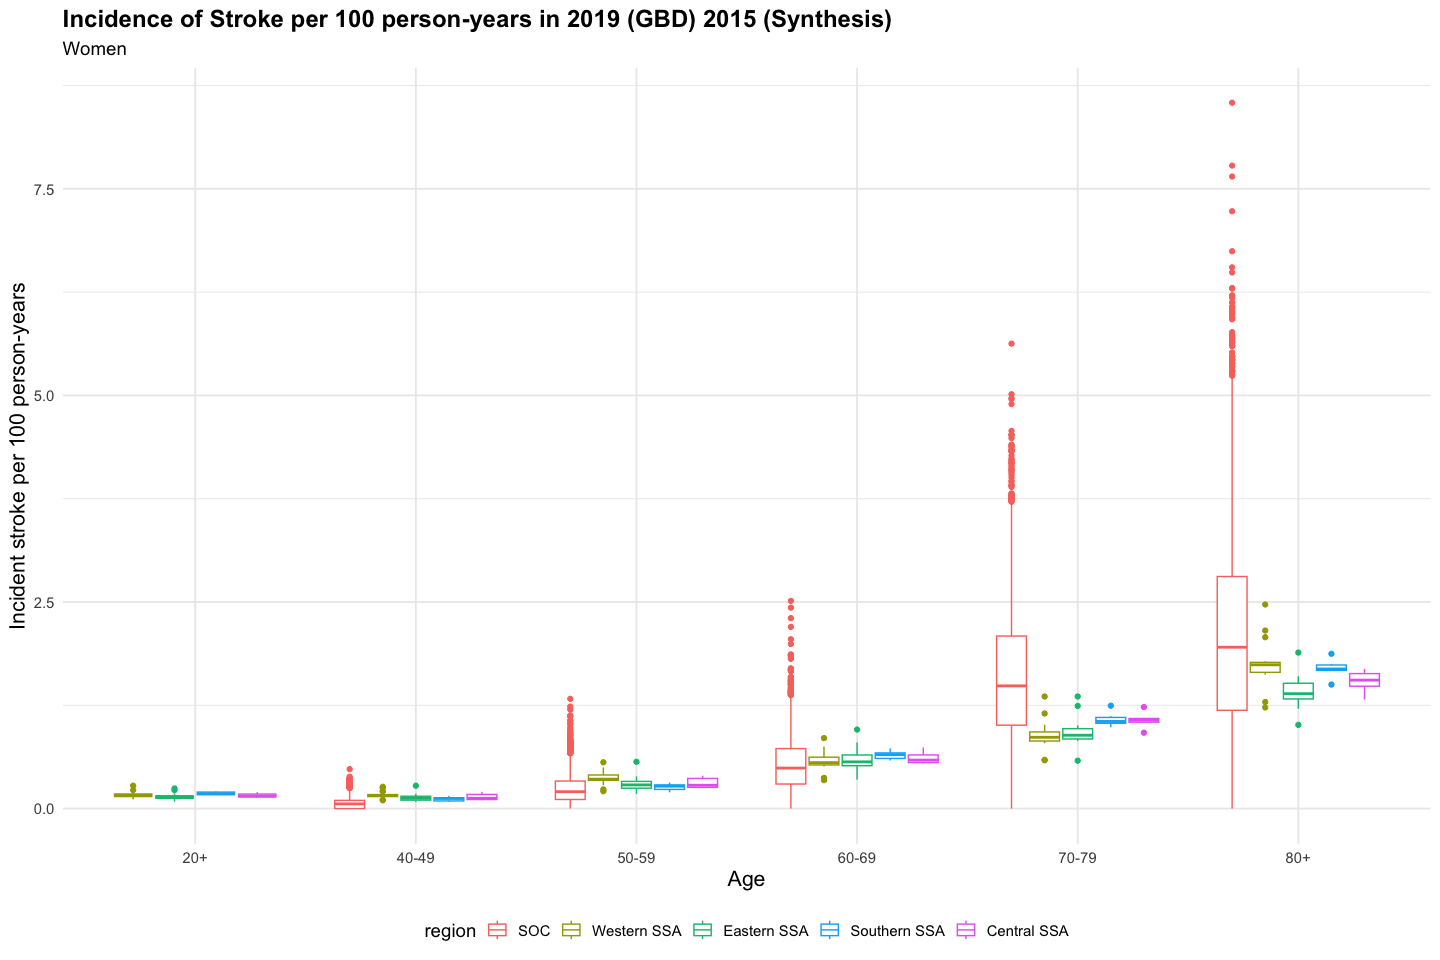 Incidence of Stroke per 100 person-years in 2019 (GBD) 2015 (Synthesis)
Women
Incident stroke per 100 person-years
7.5
5.0
2.5
0.0
20+ 40-49 50-59 60-69 70-79 80+
Age
region SOC Western SSA Eastern SSA Southern SSA Central SSA